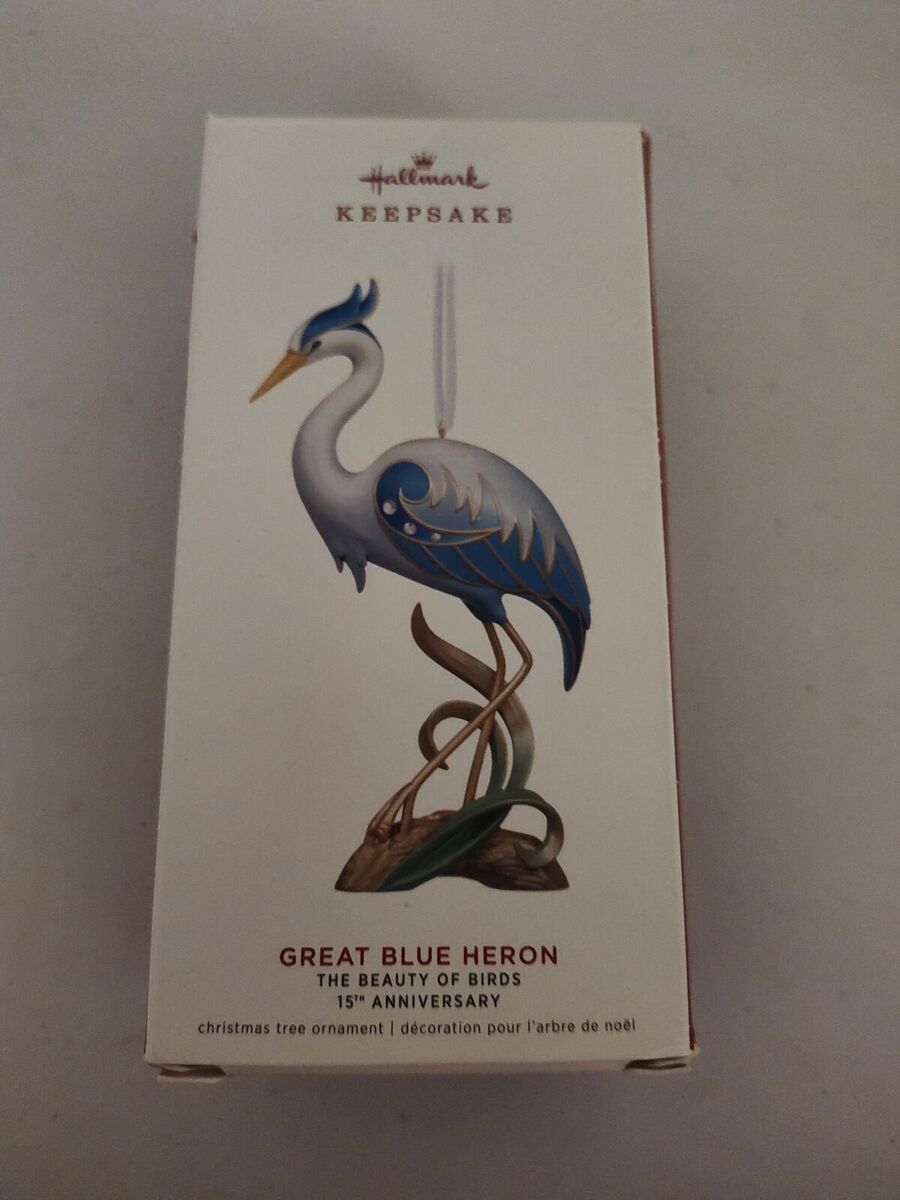 Hallmark
KEEPSAKE
GREAT BLUE HERON
THE BEAUTY OF BIRDS
15TH ANNIVERSARY
christmas tree ornament | décoration pour l'arbre de noël